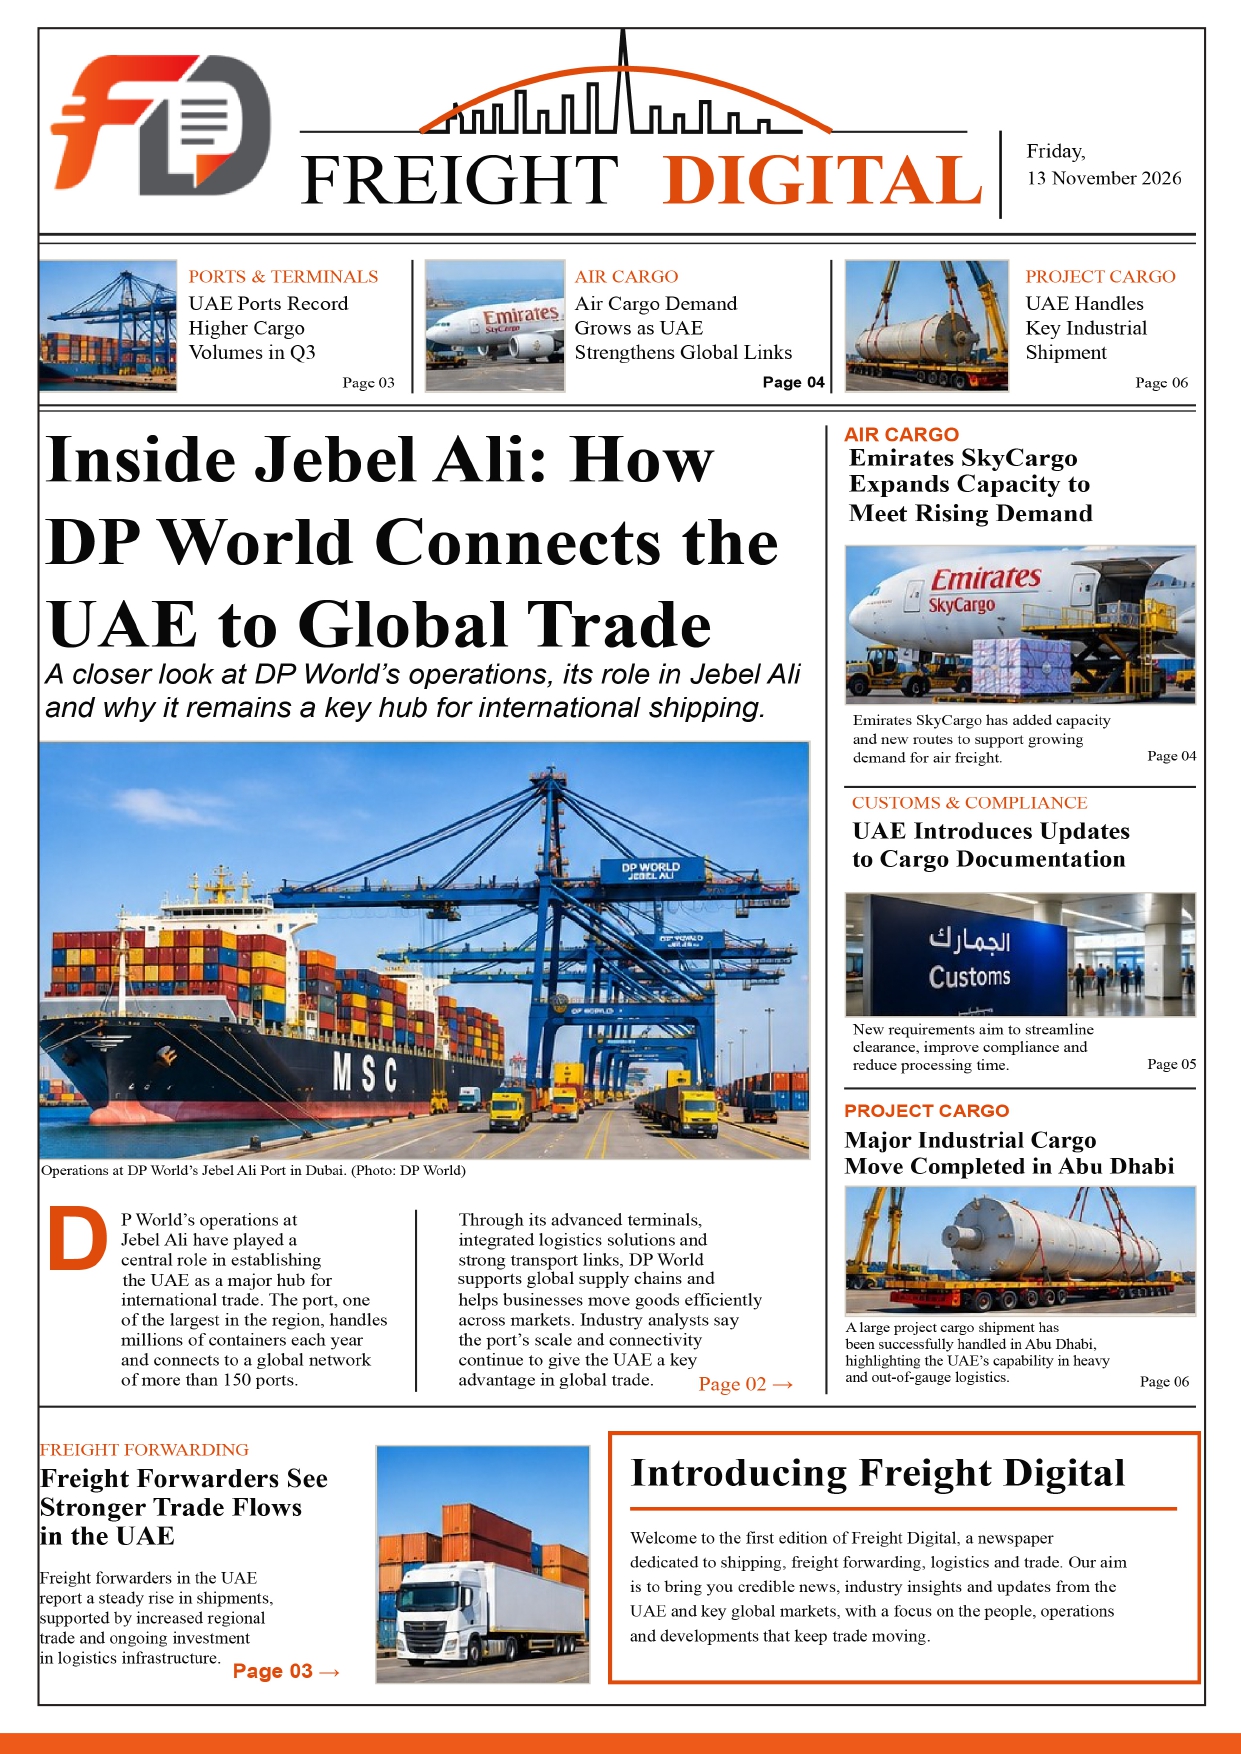 FD
FREIGHT DIGITAL
Friday,
13 November 2026
PORTS & TERMINALS
UAE Ports Record
Higher Cargo
Volumes in Q3
Page 03
Emirates
SkyCargo
AIR CARGO
Air Cargo Demand
Grows as UAE
Strengthens Global Links
Page 04
PROJECT CARGO
UAE Handles
Key Industrial
Shipment
Page 06
Inside Jebel Ali: How
DP World Connects the
UAE to Global Trade
A closer look at DP World’s operations, its role in Jebel Ali
and why it remains a key hub for international shipping.
DP WORLD
JEBEL ALI
MSC
Operations at DP World’s Jebel Ali Port in Dubai. (Photo: DP World)
DP World’s operations at
Jebel Ali have played a
central role in establishing
the UAE as a major hub for
international trade. The port, one
of the largest in the region, handles
millions of containers each year
and connects to a global network
of more than 150 ports.
Through its advanced terminals,
integrated logistics solutions and
strong transport links, DP World
supports global supply chains and
helps businesses move goods efficiently
across markets. Industry analysts say
the port’s scale and connectivity
continue to give the UAE a key
advantage in global trade.
Page 02 →
AIR CARGO
Emirates SkyCargo
Expands Capacity to
Meet Rising Demand
Emirates
SkyCargo
Emirates SkyCargo has added capacity
and new routes to support growing
demand for air freight.
Page 04
CUSTOMS & COMPLIANCE
UAE Introduces Updates
to Cargo Documentation
الجمارك
Customs
New requirements aim to streamline
clearance, improve compliance and
reduce processing time.
Page 05
PROJECT CARGO
Major Industrial Cargo
Move Completed in Abu Dhabi
A large project cargo shipment has
been successfully handled in Abu Dhabi,
highlighting the UAE’s capability in heavy
and out-of-gauge logistics.
Page 06
FREIGHT FORWARDING
Freight Forwarders See
Stronger Trade Flows
in the UAE
Freight forwarders in the UAE
report a steady rise in shipments,
supported by increased regional
trade and ongoing investment
in logistics infrastructure.
Page 03 →
Introducing Freight Digital
Welcome to the first edition of Freight Digital, a newspaper
dedicated to shipping, freight forwarding, logistics and trade. Our aim
is to bring you credible news, industry insights and updates from the
UAE and key global markets, with a focus on the people, operations
and developments that keep trade moving.